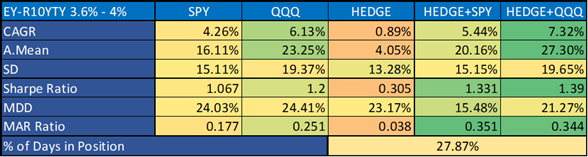 EY-R10YTY 3.6% - 4% SPY QQQ HEDGE HEDGE+SPY HEDGE+QQQ
CAGR 4.26% 6.13% 0.89% 5.44% 7.32%
A.Mean 16.11% 23.25% 4.05% 20.16% 27.30%
SD 15.11% 19.37% 13.28% 15.15% 19.65%
Sharpe Ratio 1.067 1.2 0.305 1.331 1.39
MDD 24.03% 24.41% 23.17% 15.48% 21.27%
MAR Ratio 0.177 0.251 0.038 0.351 0.344
% of Days in Position 27.87%